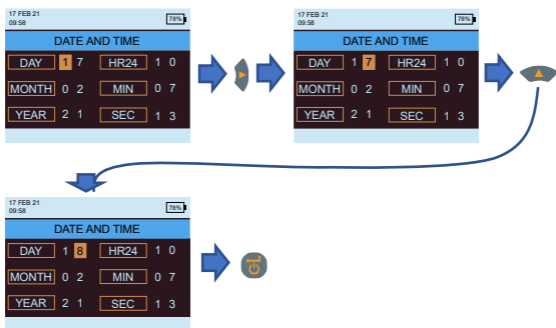 17 FEB 21
09:58
78%
DATE AND TIME
DAY 1 7 HR24 1 0
MONTH 0 2 MIN 0 7
YEAR 2 1 SEC 1 3
17 FEB 21
09:58
78%
DATE AND TIME
DAY 1 7 HR24 1 0
MONTH 0 2 MIN 0 7
YEAR 2 1 SEC 1 3
17 FEB 21
09:58
78%
DATE AND TIME
DAY 1 8 HR24 1 0
MONTH 0 2 MIN 0 7
YEAR 2 1 SEC 1 3